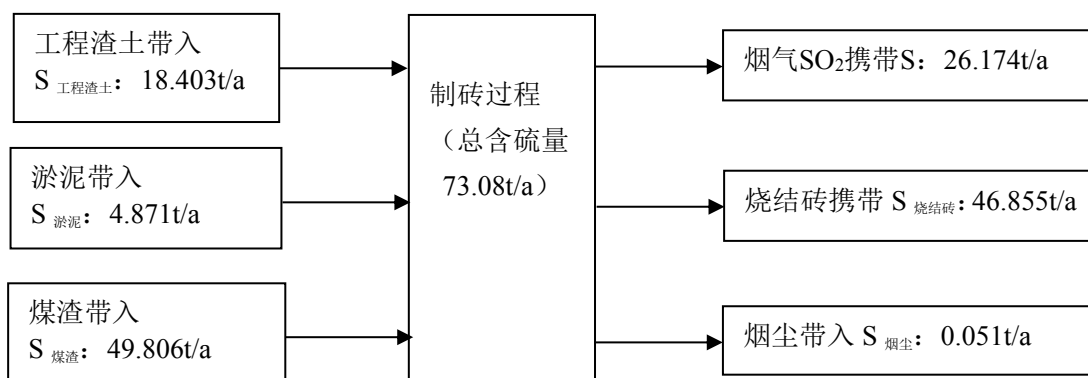 工程渣土带入
S 工程渣土：18.403t/a
淤泥带入
S 淤泥：4.871t/a
煤渣带入
S 煤渣：49.806t/a
制砖过程
（总含硫量
73.08t/a）
烟气SO₂携带S：26.174t/a
烧结砖携带 S 烧结砖：46.855t/a
烟尘带入 S 烟尘：0.051t/a